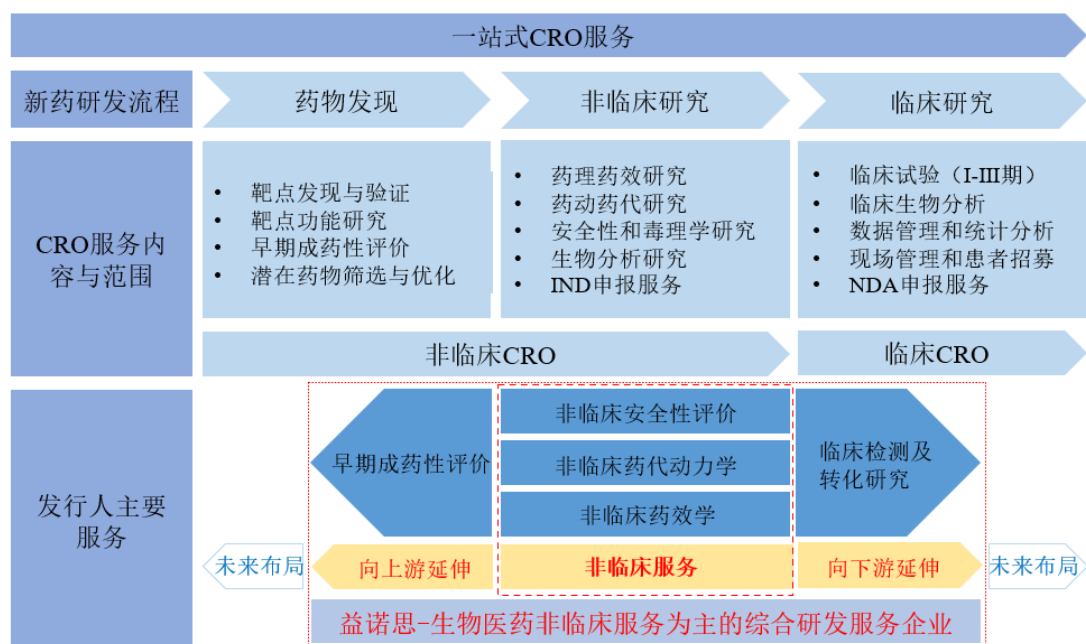 一站式CRO服务
新药研发流程
药物发现
非临床研究
临床研究
CRO服务内
容与范围
• 靶点发现与验证
• 靶点功能研究
• 早期成药性评价
• 潜在药物筛选与优化
• 药理药效研究
• 药动药代研究
• 安全性和毒理学研究
• 生物分析研究
• IND申报服务
• 临床试验（I-III期）
• 临床生物分析
• 数据管理和统计分析
• 现场管理和患者招募
• NDA申报服务
非临床CRO
临床CRO
发行人主要
服务
早期成药性评价
非临床安全性评价
非临床药代动力学
非临床药效学
临床检测及
转化研究
未来布局
向上游延伸
非临床服务
向下游延伸
未来布局
益诺思-生物医药非临床服务为主的综合研发服务企业